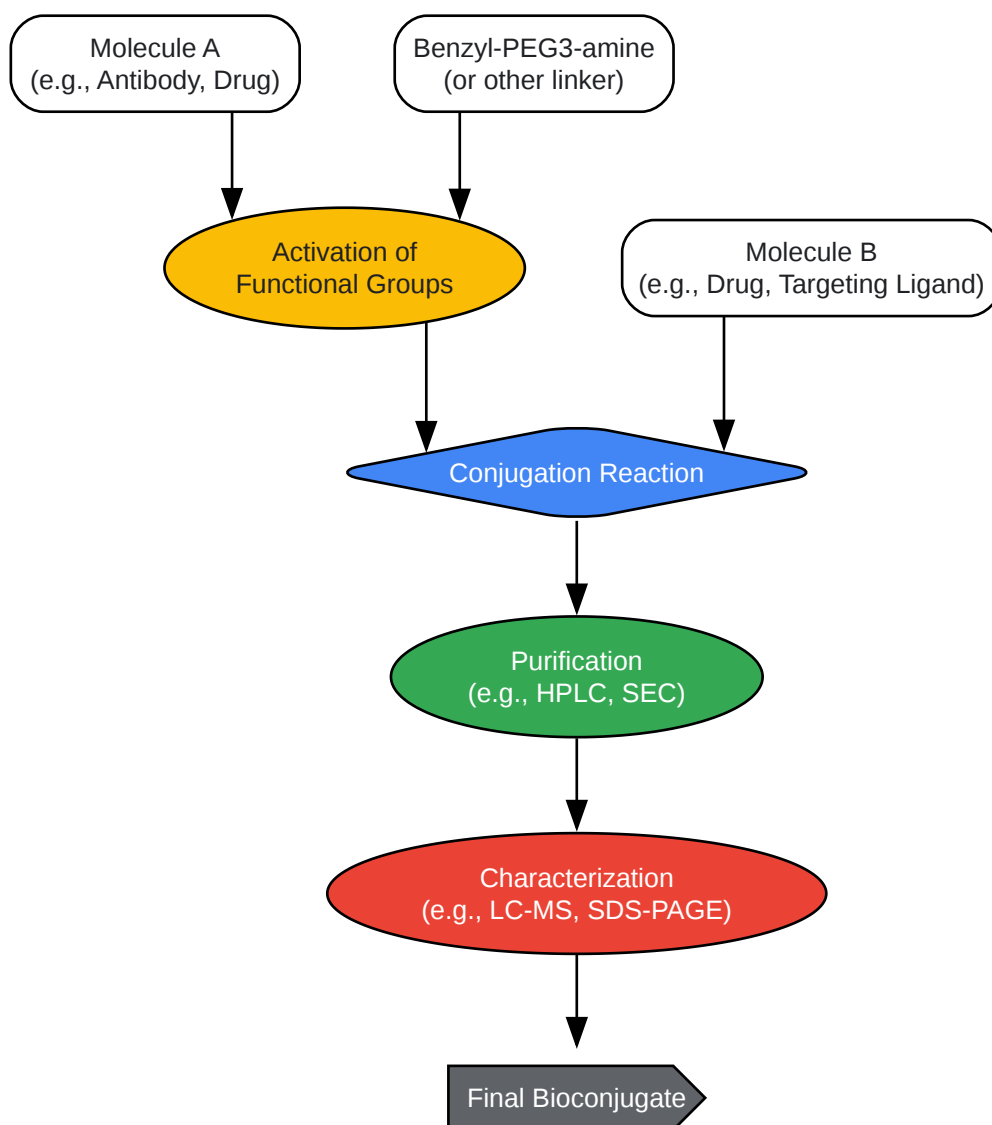 Molecule A
(e.g., Antibody, Drug)
Benzyl-PEG3-amine
(or other linker)
Activation of
Functional Groups
Molecule B
(e.g., Drug, Targeting Ligand)
Conjugation Reaction
Purification
(e.g., HPLC, SEC)
Characterization
(e.g., LC-MS, SDS-PAGE)
Final Bioconjugate